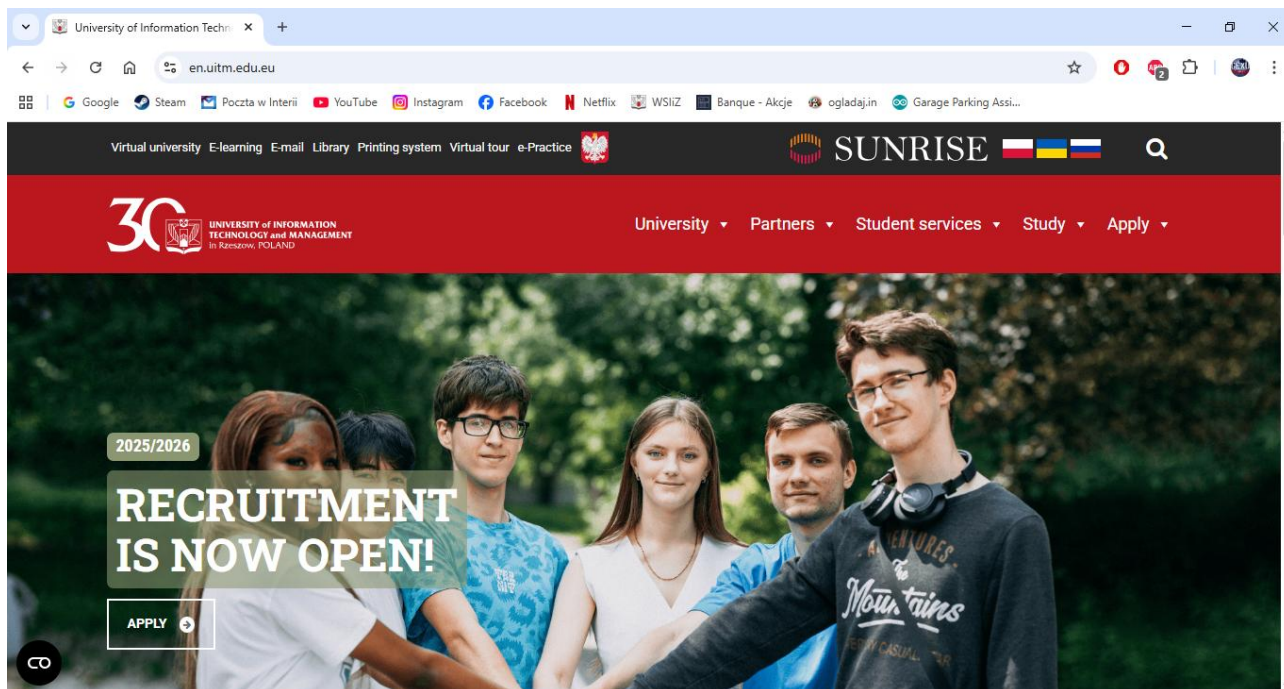 University of Information Techn
en.uitm.edu.eu
Google Steam Poczta w Interii YouTube Instagram Facebook Netflix WSIiZ Banque - Akcje ogladaj.in Garage Parking Assi...
Virtual university E-learning E-mail Library Printing system Virtual tour e-Practice SUNRISE
30 UNIVERSITY of INFORMATION
TECHNOLOGY and MANAGEMENT
in Rzeszow, POLAND
University Partners Student services Study Apply
2025/2026
RECRUITMENT
IS NOW OPEN!
APPLY
The
Mountains